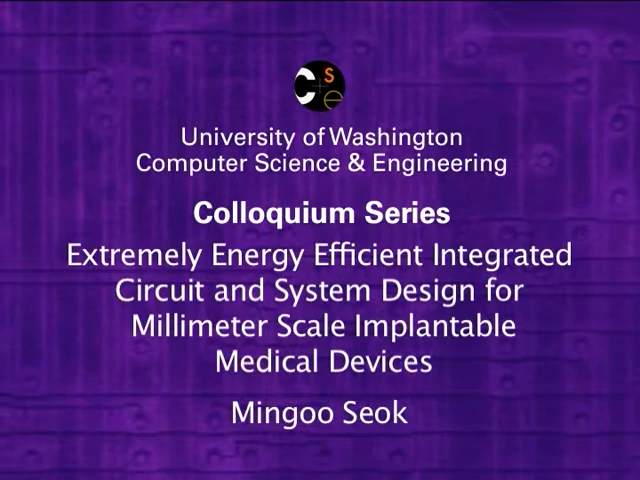 C+se
University of Washington
Computer Science & Engineering
Colloquium Series
Extremely Energy Efficient Integrated
Circuit and System Design for
Millimeter Scale Implantable
Medical Devices
Mingoo Seok